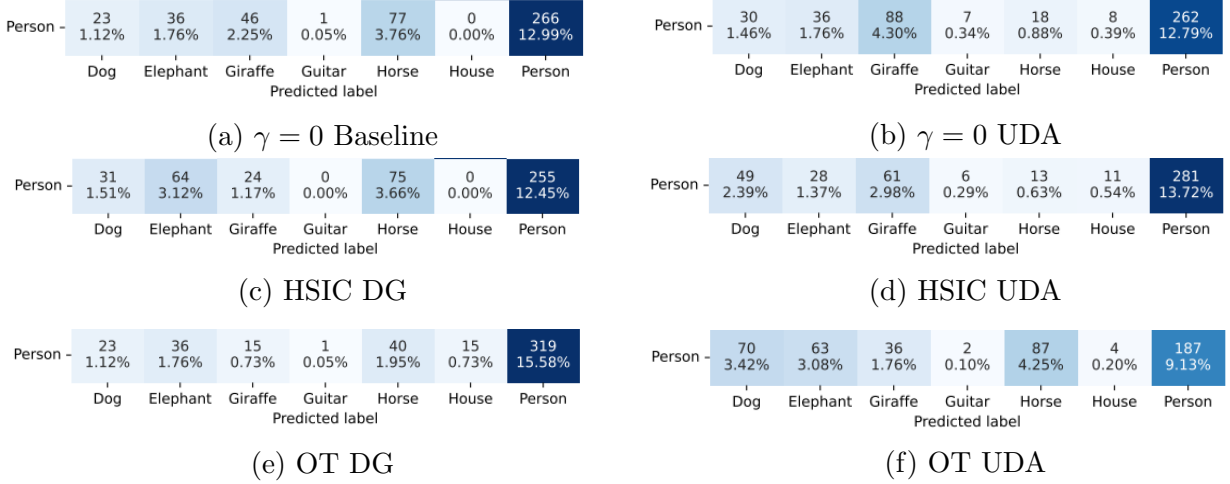 Person 23 36 46 1 77 0 266
1.12% 1.76% 2.25% 0.05% 3.76% 0.00% 12.99%
Dog Elephant Giraffe Guitar Horse House Person
Predicted label
(a) γ = 0 Baseline
Person 30 36 88 7 18 8 262
1.46% 1.76% 4.30% 0.34% 0.88% 0.39% 12.79%
Dog Elephant Giraffe Guitar Horse House Person
Predicted label
(b) γ = 0 UDA
Person 31 64 24 0 75 0 255
1.51% 3.12% 1.17% 0.00% 3.66% 0.00% 12.45%
Dog Elephant Giraffe Guitar Horse House Person
Predicted label
(c) HSIC DG
Person 49 28 61 6 13 11 281
2.39% 1.37% 2.98% 0.29% 0.63% 0.54% 13.72%
Dog Elephant Giraffe Guitar Horse House Person
Predicted label
(d) HSIC UDA
Person 23 36 15 1 40 15 319
1.12% 1.76% 0.73% 0.05% 1.95% 0.73% 15.58%
Dog Elephant Giraffe Guitar Horse House Person
Predicted label
(e) OT DG
Person 70 63 36 2 87 4 187
3.42% 3.08% 1.76% 0.10% 4.25% 0.20% 9.13%
Dog Elephant Giraffe Guitar Horse House Person
Predicted label
(f) OT UDA